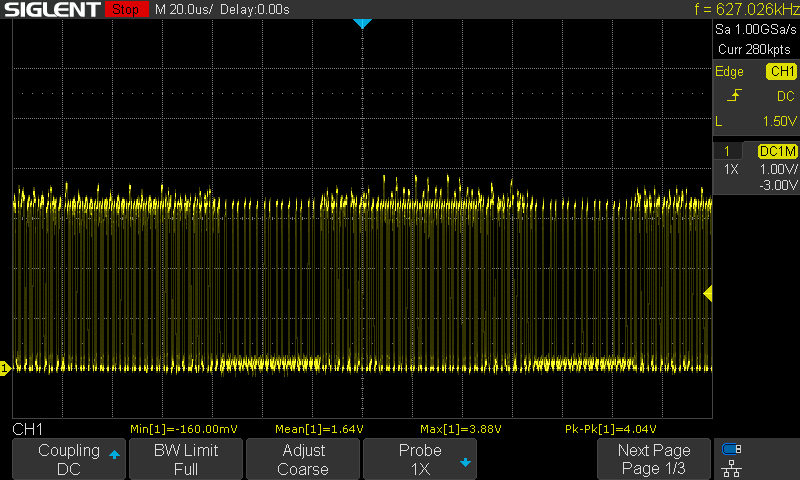 SIGLENT Stop M 20.0us/ Delay:0.00s f = 627.026kHz
Sa 1.00GSa/s
Curr 280kpts
Edge CH1
DC
L 1.50V
1 DC1M
1X 1.00V/
-3.00V
1
CH1 Min[1]=-160.00mV Mean[1]=1.64V Max[1]=3.88V Pk-Pk[1]=4.04V
Coupling BW Limit Adjust Probe Next Page
DC Full Coarse 1X Page 1/3